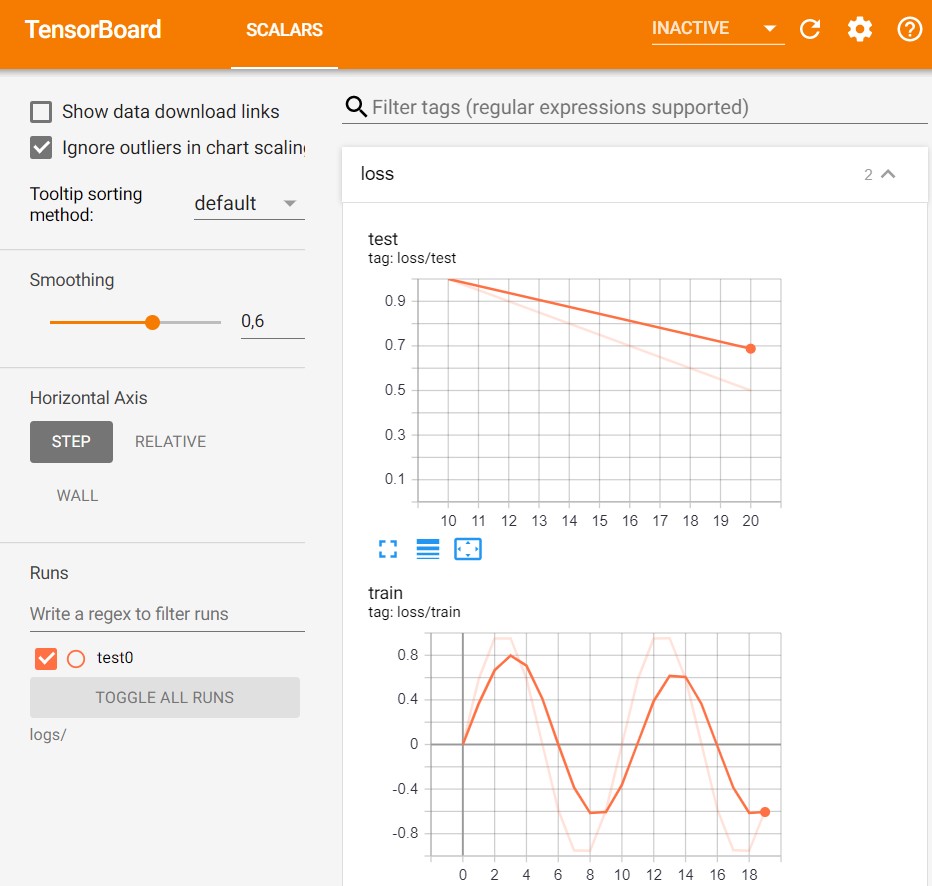 TensorBoard
SCALARS
INACTIVE
Show data download links
Ignore outliers in chart scalin
Tooltip sorting
method:
default
Smoothing
0,6
Horizontal Axis
STEP
RELATIVE
WALL
Runs
Write a regex to filter runs
test0
TOGGLE ALL RUNS
logs/
Filter tags (regular expressions supported)
loss
2
test
tag: loss/test
0.9
0.7
0.5
0.3
0.1
10 11 12 13 14 15 16 17 18 19 20
train
tag: loss/train
0.8
0.4
0
-0.4
-0.8
0 2 4 6 8 10 12 14 16 18